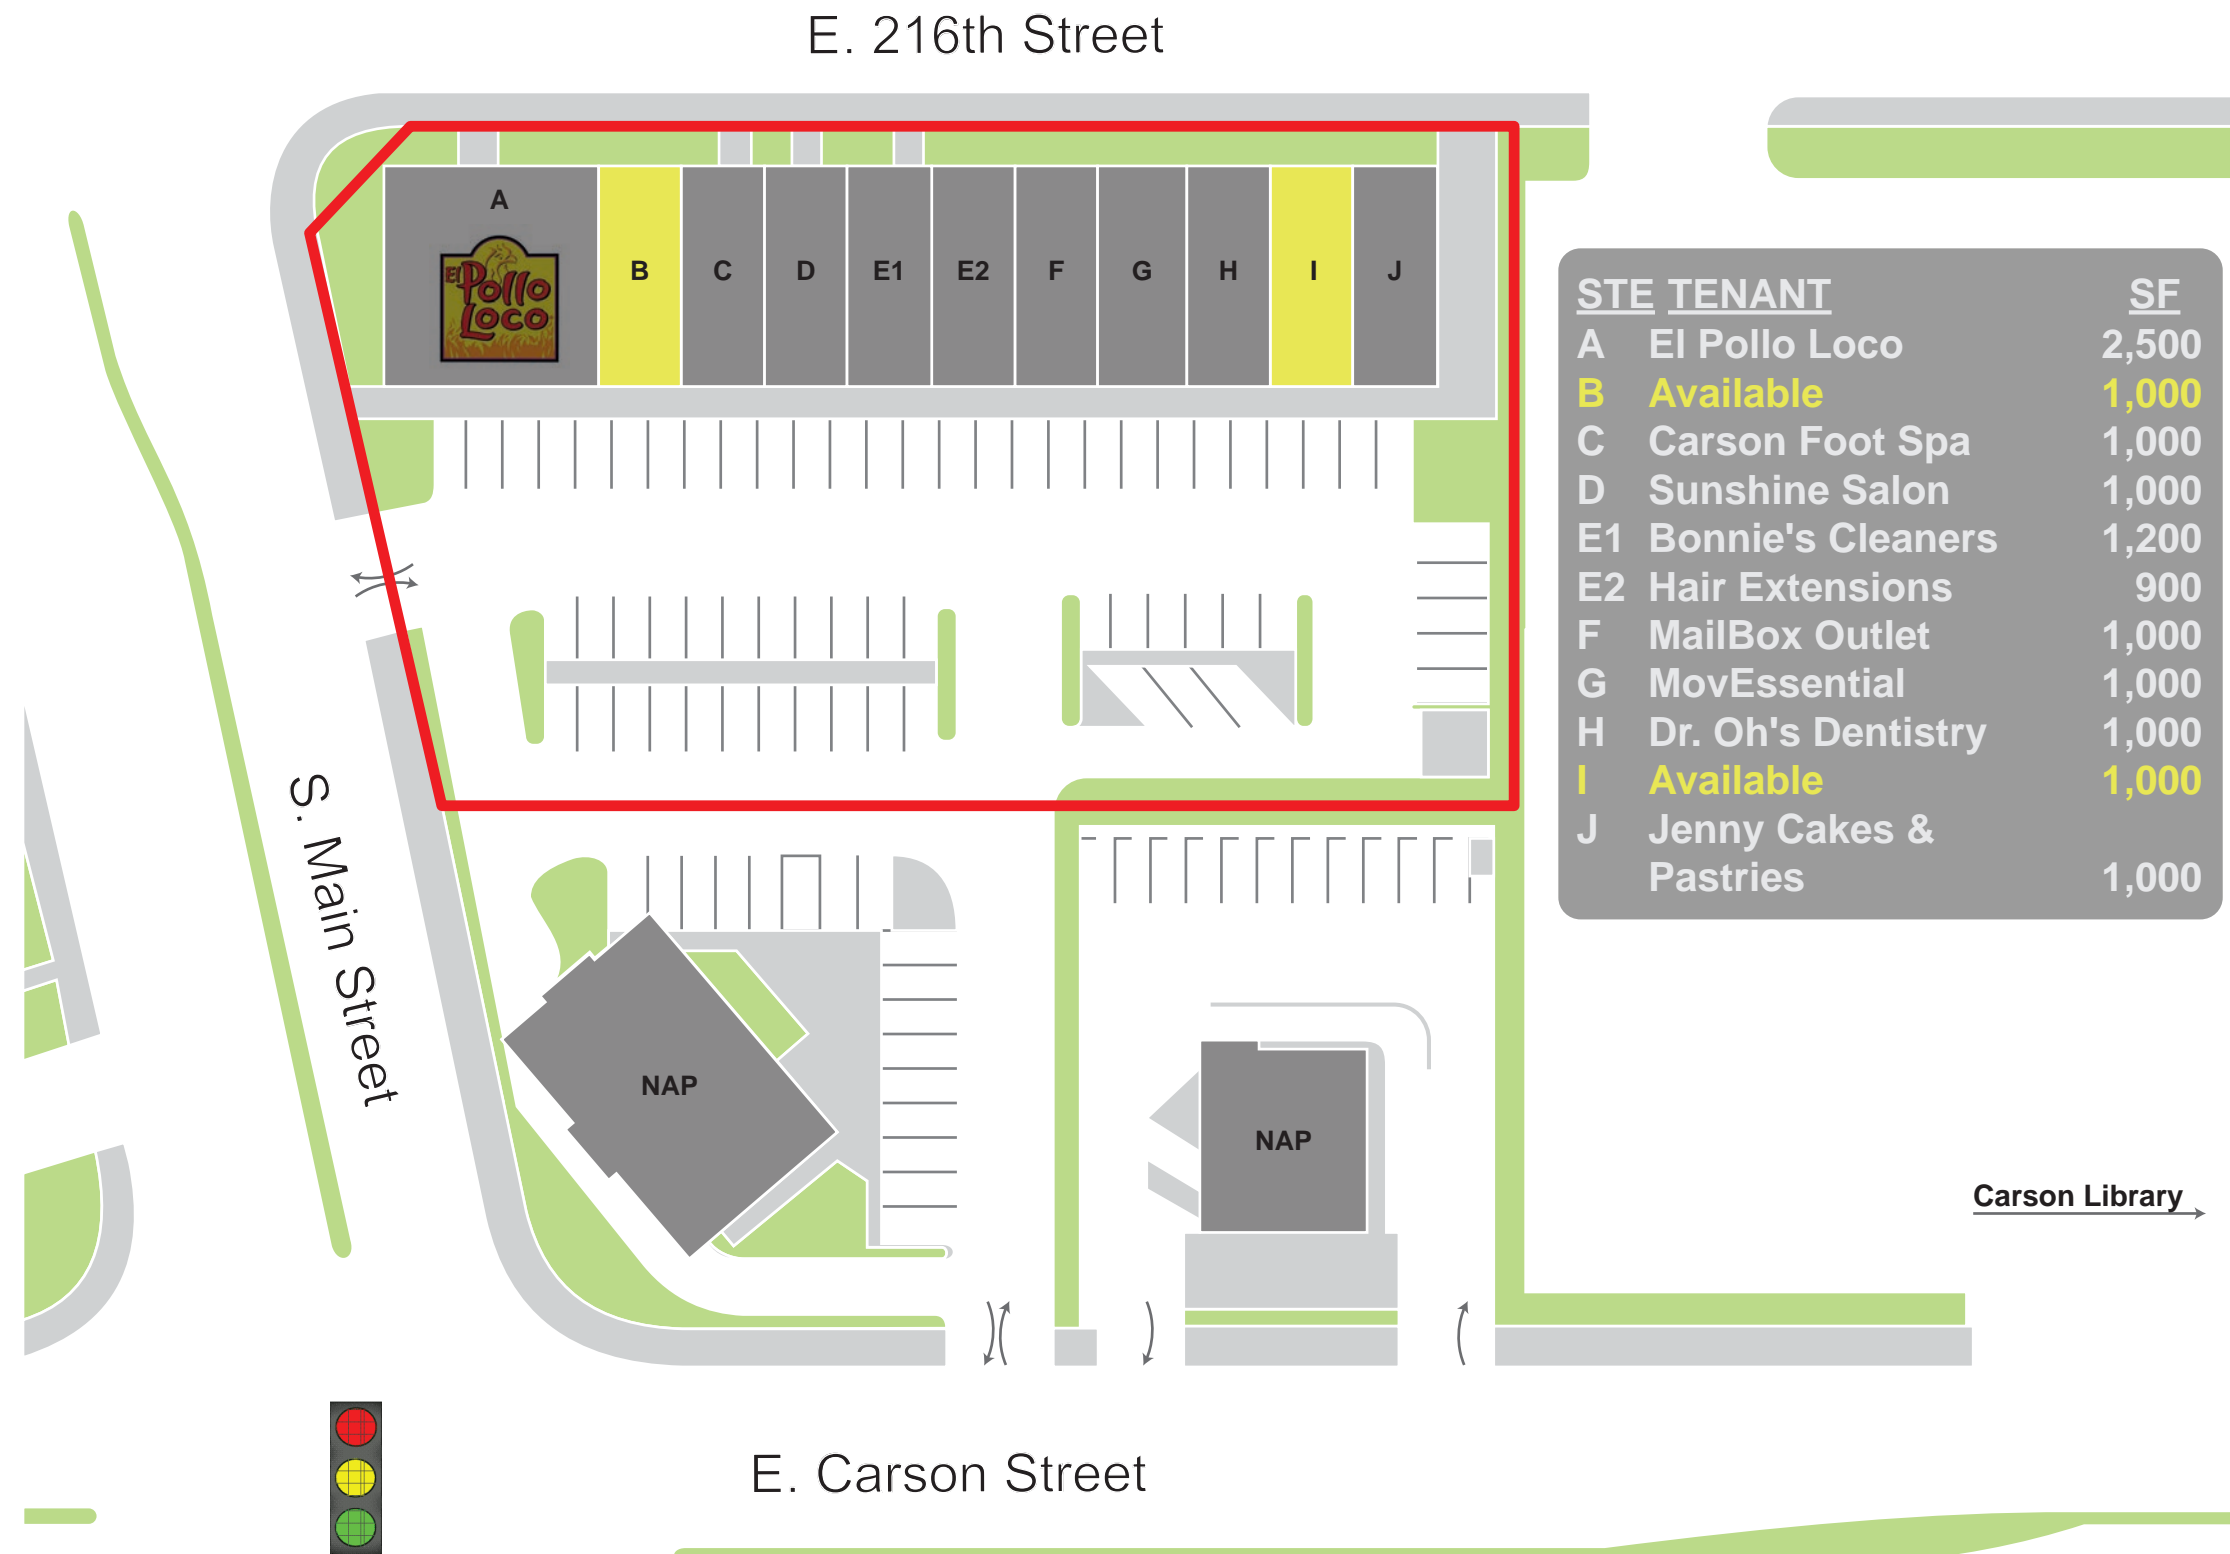 E. 216th Street
A
El Pollo Loco
B
C
D
E1
E2
F
G
H
I
J
STE TENANT SF
A El Pollo Loco 2,500
B Available 1,000
C Carson Foot Spa 1,000
D Sunshine Salon 1,000
E1 Bonnie's Cleaners 1,200
E2 Hair Extensions 900
F MailBox Outlet 1,000
G MovEssential 1,000
H Dr. Oh's Dentistry 1,000
I Available 1,000
J Jenny Cakes &
Pastries 1,000
S. Main Street
NAP
NAP
Carson Library
E. Carson Street